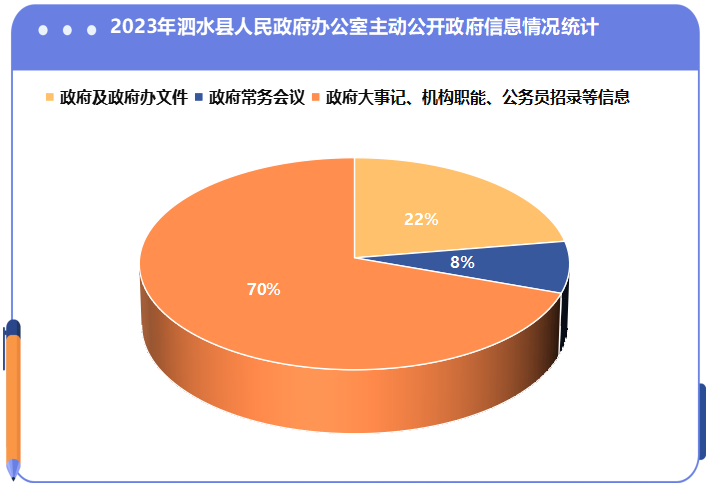 2023年泗水县人民政府办公室主动公开政府信息情况统计
政府及政府办文件 政府常务会议 政府大事记、机构职能、公务员招录等信息
22%
8%
70%